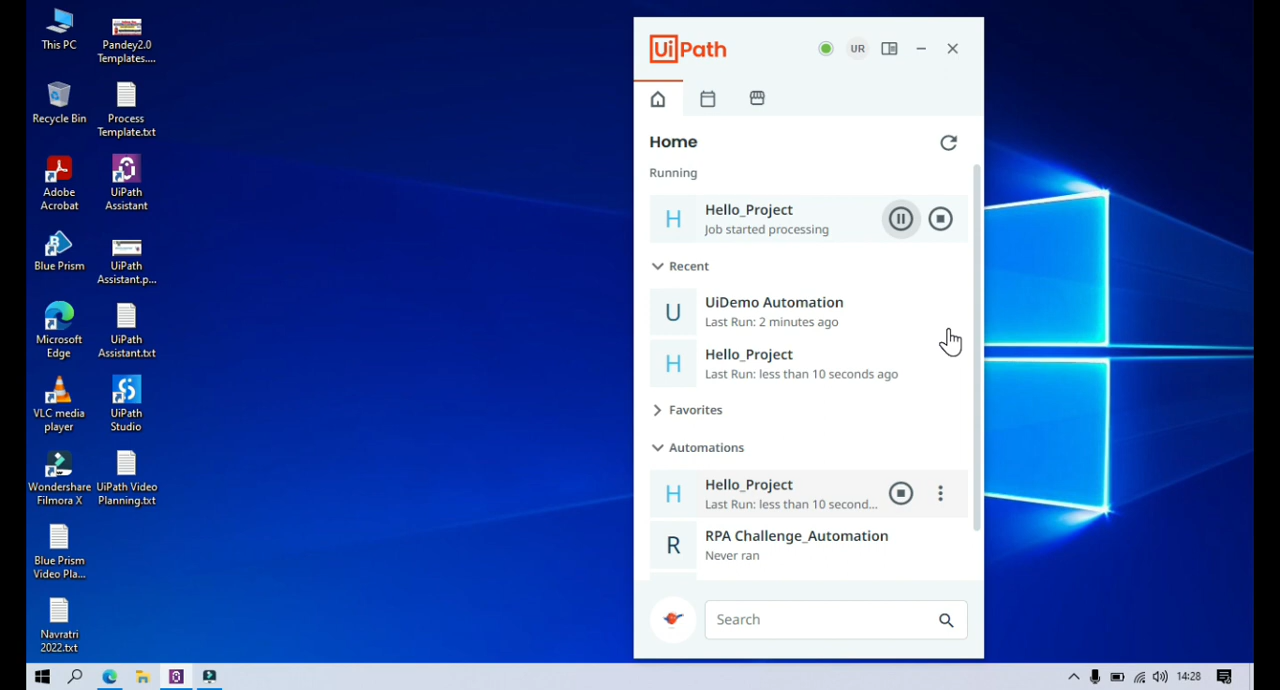 This PC
Pandey2.0
Templates....
Recycle Bin
Process
Template.txt
Adobe
Acrobat
UiPath
Assistant
Blue Prism
UiPath
Assistant.p...
Microsoft
Edge
UiPath
Assistant.txt
VLC media
player
UiPath
Studio
Wondershare
Filmora X
UiPath Video
Planning.txt
Blue Prism
Video Pla...
Navratri
2022.txt
UiPath
UR
Home
Running
H
Hello_Project
Job started processing
Recent
U
UiDemo Automation
Last Run: 2 minutes ago
H
Hello_Project
Last Run: less than 10 seconds ago
Favorites
Automations
H
Hello_Project
Last Run: less than 10 second...
R
RPA Challenge_Automation
Never ran
Search
14:28